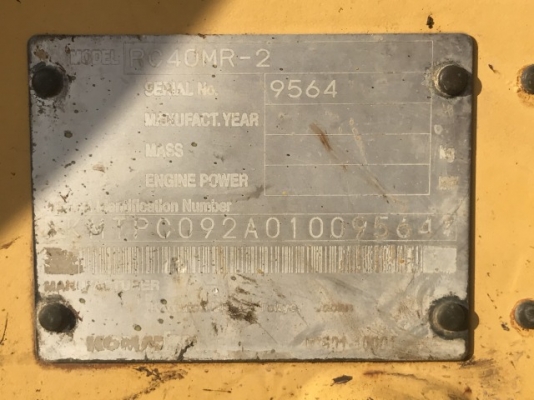 MODEL PC40MR-2
SERIAL No. 9564
MANUFACT.YEAR
MASS kg
ENGINE POWER
Identification Number
PC092A01009564
MANUFACTURER
KOMATSU